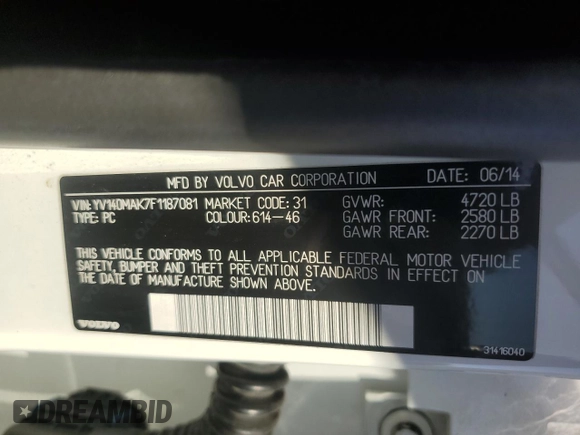 MFD BY VOLVO CAR CORPORATION DATE: 06/14
VIN: YV140MAK7F1187081 MARKET CODE: 31 GVWR: 4720 LB
TYPE: PC COLOUR: 614-46 GAWR FRONT: 2580 LB
GAWR REAR: 2270 LB
THIS VEHICLE CONFORMS TO ALL APPLICABLE FEDERAL MOTOR VEHICLE
SAFETY, BUMPER AND THEFT PREVENTION STANDARDS IN EFFECT ON
THE DATE OF MANUFACTURE SHOWN ABOVE.
VOLVO
31416040
DREAMBID